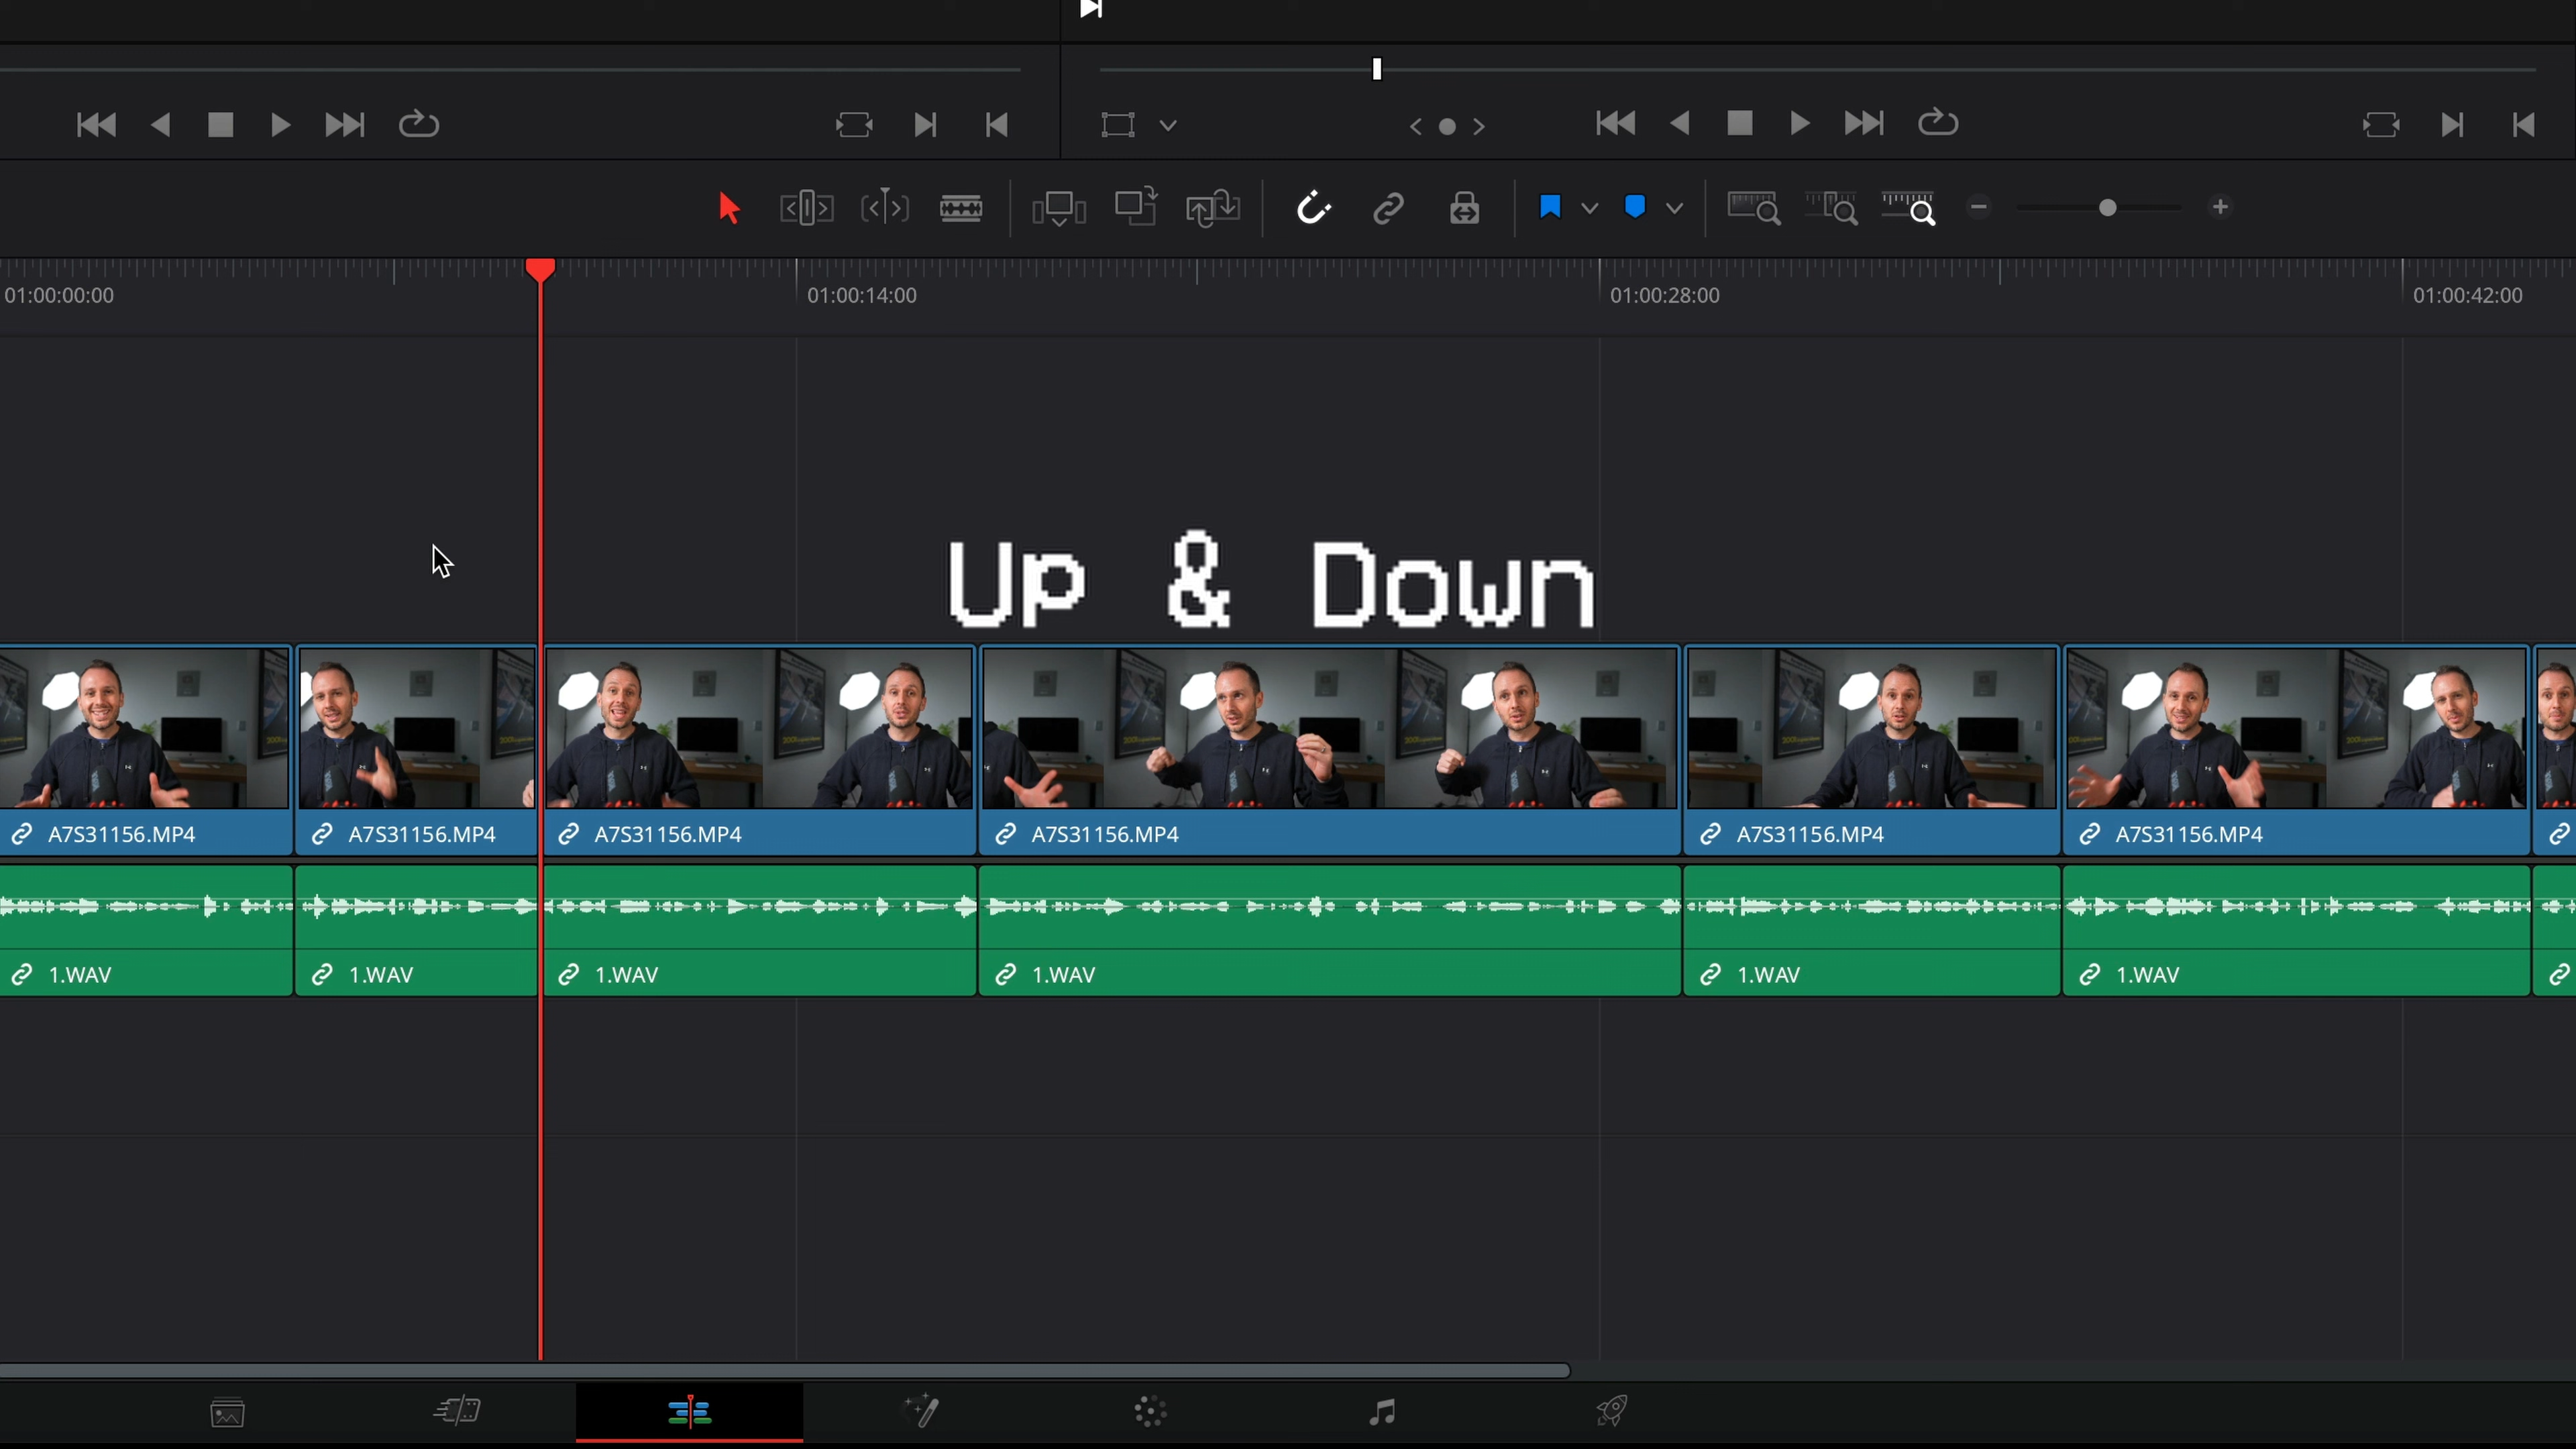 01:00:00:00 01:00:14:00 01:00:28:00 01:00:42:00
Up & Down
A7S31156.MP4 A7S31156.MP4 A7S31156.MP4 A7S31156.MP4 A7S31156.MP4 A7S31156.MP4
1.WAV 1.WAV 1.WAV 1.WAV 1.WAV 1.WAV